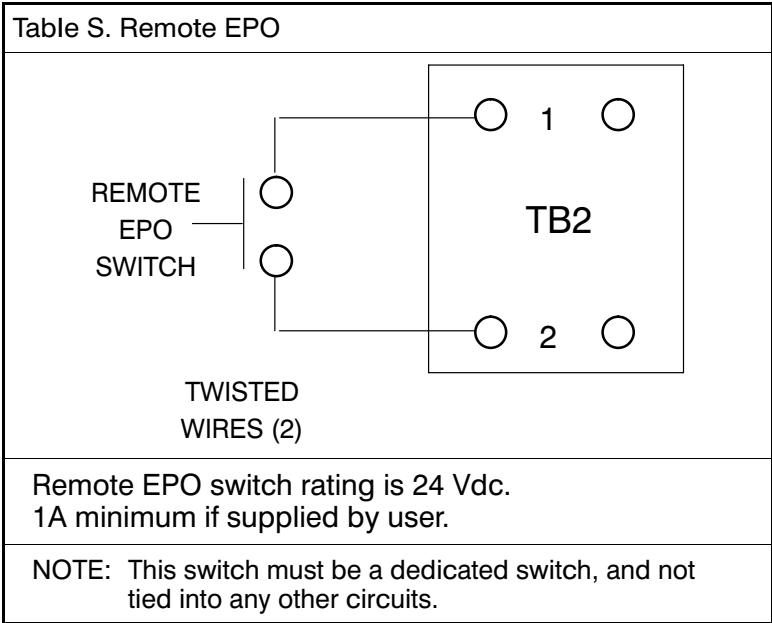 Table S. Remote EPO
1
REMOTE
EPO
SWITCH
TB2
2
TWISTED
WIRES (2)
Remote EPO switch rating is 24 Vdc.
1A minimum if supplied by user.
NOTE: This switch must be a dedicated switch, and not
tied into any other circuits.